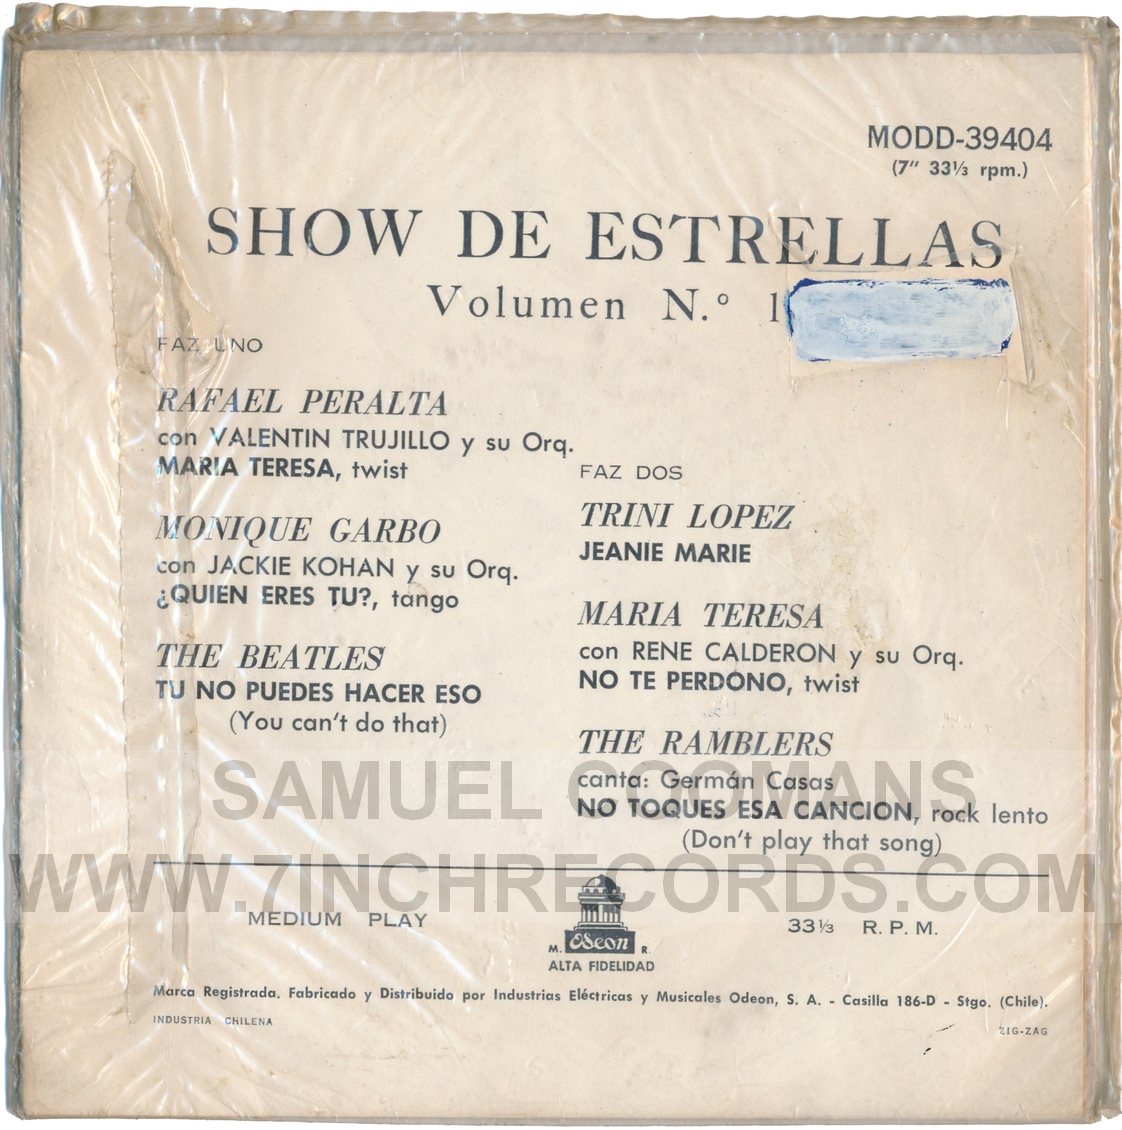 MODD-39404
(7" 33⅓ rpm.)
SHOW DE ESTRELLAS
Volumen N.º 1
FAZ UNO
RAFAEL PERALTA
con VALENTIN TRUJILLO y su Orq.
MARIA TERESA, twist
MONIQUE GARBO
con JACKIE KOHAN y su Orq.
¿QUIEN ERES TU?, tango
THE BEATLES
TU NO PUEDES HACER ESO
(You can't do that)
FAZ DOS
TRINI LOPEZ
JEANIE MARIE
MARIA TERESA
con RENE CALDERON y su Orq.
NO TE PERDONO, twist
THE RAMBLERS
canta: Germán Casas
NO TOQUES ESA CANCION, rock lento
(Don't play that song)
SAMUEL COOMANS
WWW.7INCHRECORDS.COM
MEDIUM PLAY
M. Odeon R.
ALTA FIDELIDAD
33⅓ R. P. M.
Marca Registrada. Fabricado y Distribuido por Industrias Eléctricas y Musicales Odeon, S. A. - Casilla 186-D - Stgo. (Chile).
INDUSTRIA CHILENA
ZIG-ZAG